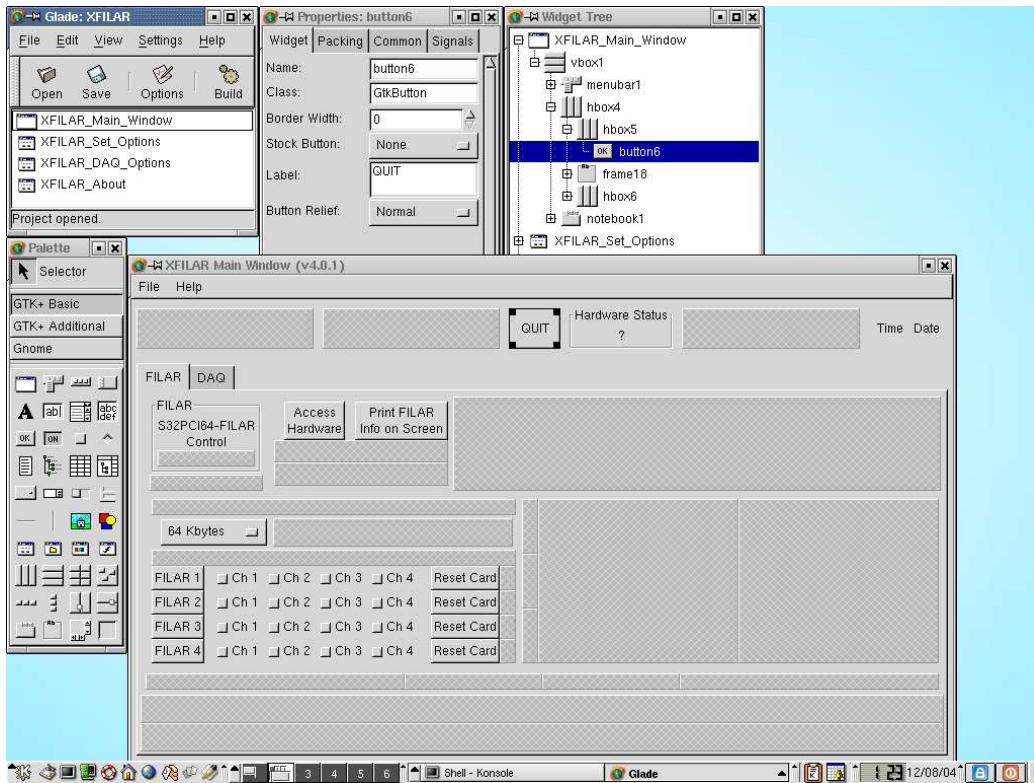 Glade: XFILAR
File Edit View Settings Help
Open Save Options Build
XFILAR_Main_Window
XFILAR_Set_Options
XFILAR_DAQ_Options
XFILAR_About
Project opened.
Properties: button6
Widget Packing Common Signals
Name: button6
Class: GtkButton
Border Width: 0
Stock Button: None
Label: QUIT
Button Relief: Normal
Widget Tree
XFILAR_Main_Window
vbox1
menubar1
hbox4
hbox5
OK button6
frame18
hbox6
notebook1
XFILAR_Set_Options
Palette
Selector
GTK+ Basic
GTK+ Additional
Gnome
A ab| abc def
OK ON
XFILAR Main Window (v4.0.1)
File Help
QUIT Hardware Status ? Time Date
FILAR DAQ
FILAR
S32PCI64-FILAR
Control
Access Hardware
Print FILAR Info on Screen
64 Kbytes
FILAR 1 Ch 1 Ch 2 Ch 3 Ch 4 Reset Card
FILAR 2 Ch 1 Ch 2 Ch 3 Ch 4 Reset Card
FILAR 3 Ch 1 Ch 2 Ch 3 Ch 4 Reset Card
FILAR 4 Ch 1 Ch 2 Ch 3 Ch 4 Reset Card
3 4 5 6 Shell - Konsole Glade 12/08/04